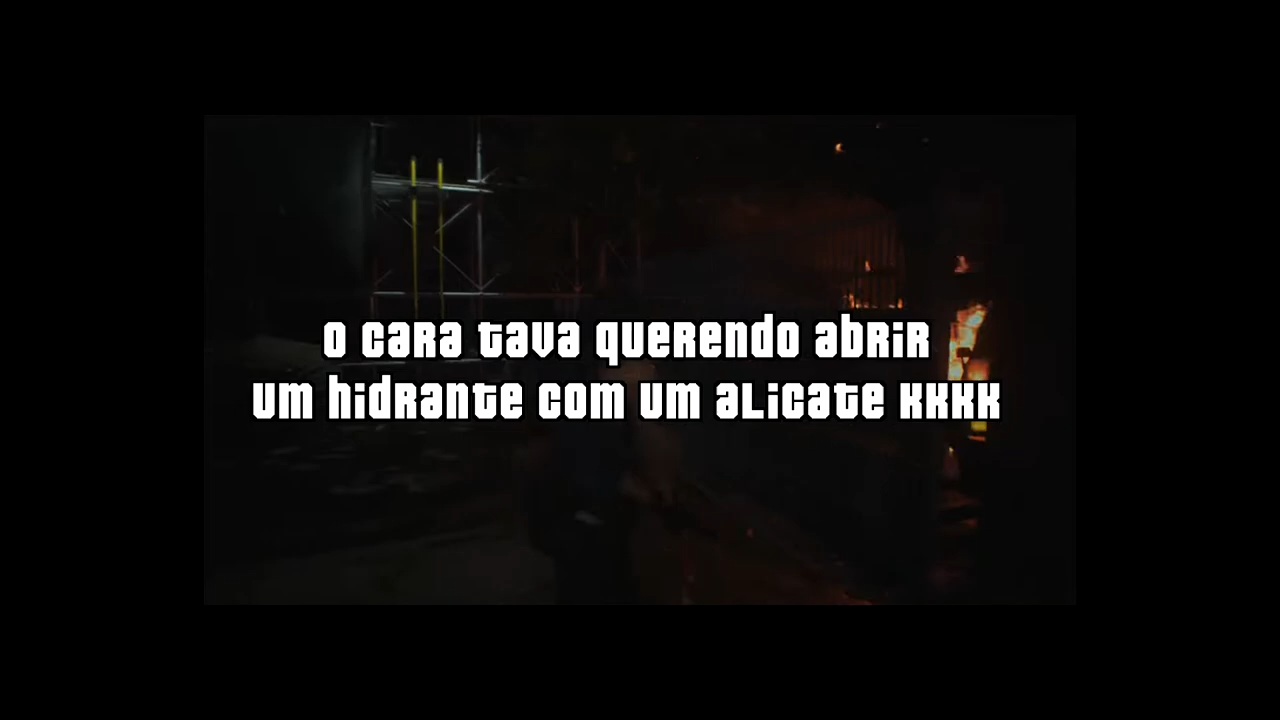 O cara tava querendo abrir
um hidrante com um alicate kkkk